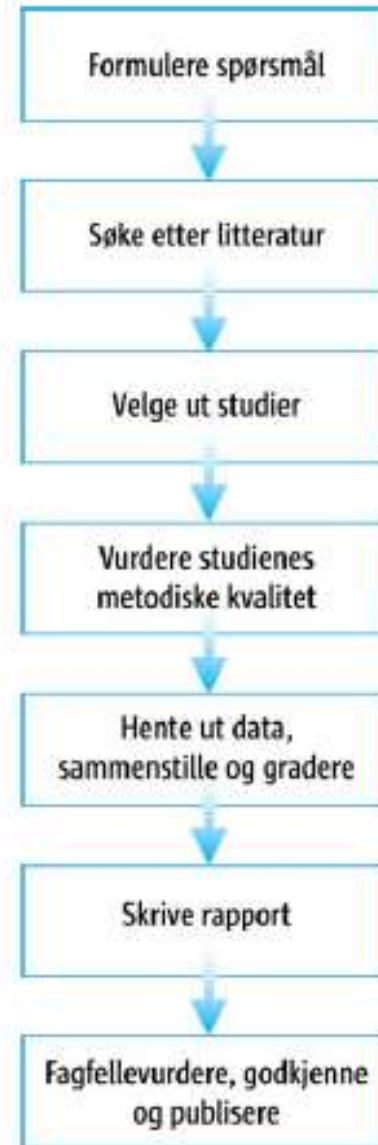 Formulere spørsmål
Søke etter litteratur
Velge ut studier
Vurdere studienes
metodiske kvalitet
Hente ut data,
sammenstille og gradere
Skrive rapport
Fagfellevurdere, godkjenne
og publisere